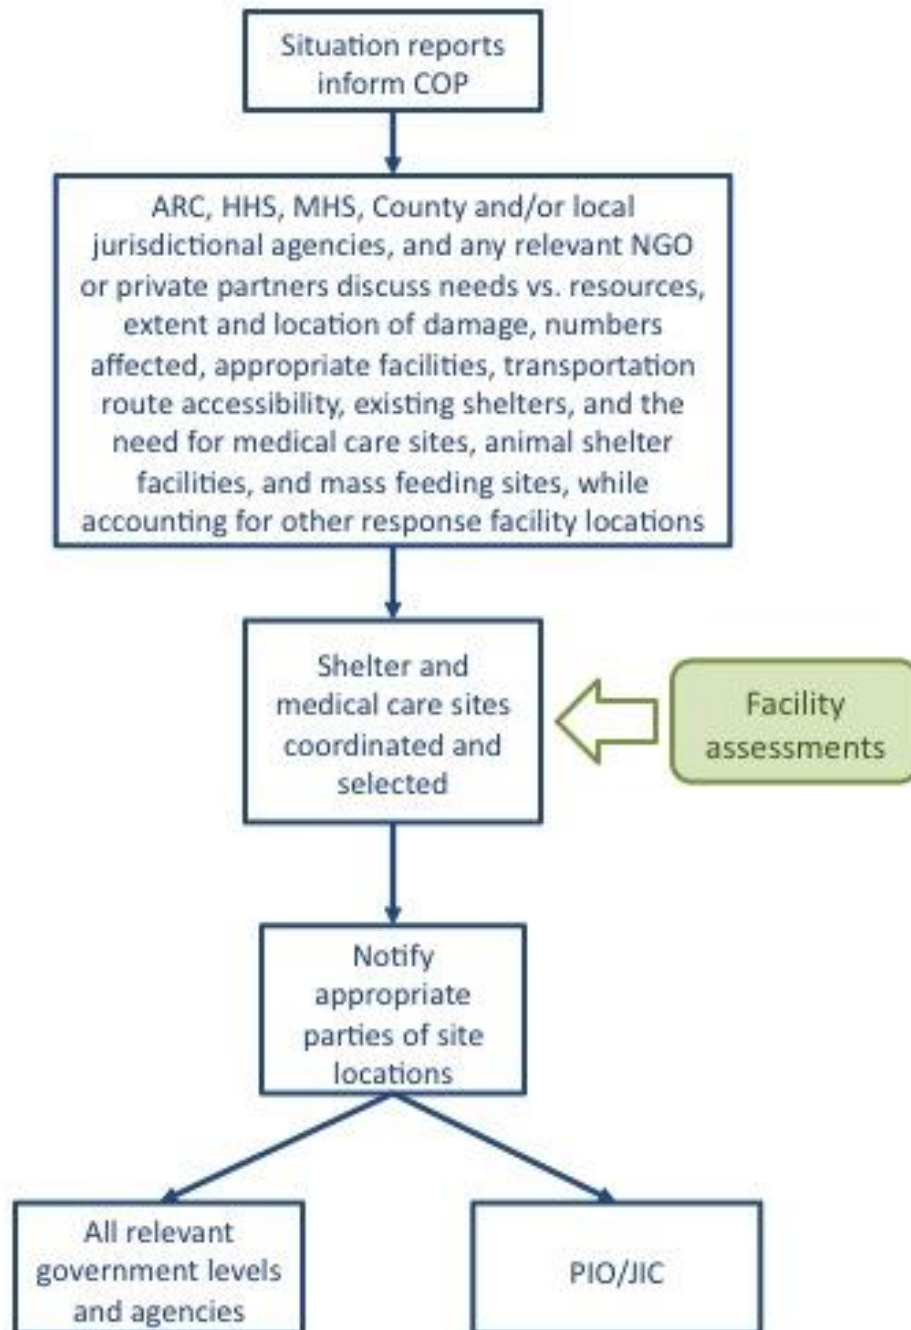 Situation reports
inform COP
ARC, HHS, MHS, County and/or local
jurisdictional agencies, and any relevant NGO
or private partners discuss needs vs. resources,
extent and location of damage, numbers
affected, appropriate facilities, transportation
route accessibility, existing shelters, and the
need for medical care sites, animal shelter
facilities, and mass feeding sites, while
accounting for other response facility locations
Shelter and
medical care sites
coordinated and
selected
Facility
assessments
Notify
appropriate
parties of site
locations
All relevant
government levels
and agencies
PIO/JIC